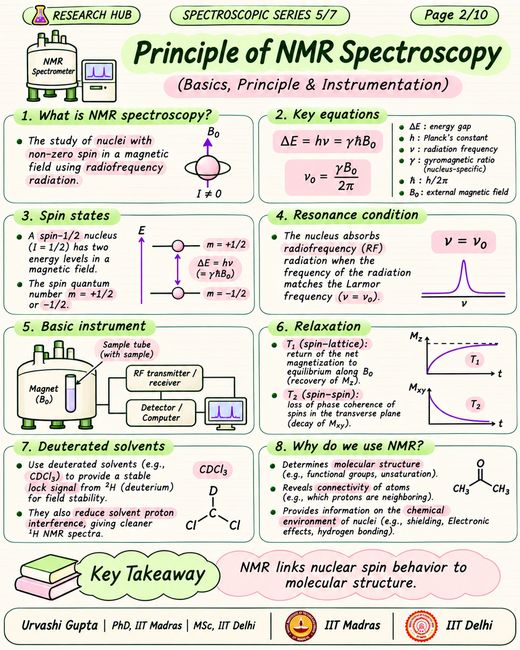 RESEARCH HUB
SPECTROSCOPIC SERIES 5/7
Page 2/10
NMR
Spectrometer
Principle of NMR Spectroscopy
(Basics, Principle & Instrumentation)
1. What is NMR spectroscopy?
The study of nuclei with
non-zero spin in a magnetic
field using radiofrequency
radiation.
B₀
I ≠ 0
2. Key equations
ΔE = hν = γħB₀
ν₀ = γB₀/2π
ΔE : energy gap
h : Planck's constant
ν : radiation frequency
γ : gyromagnetic ratio
(nucleus-specific)
ħ : h/2π
B₀ : external magnetic field
3. Spin states
A spin-1/2 nucleus
(I = 1/2) has two
energy levels in a
magnetic field.
The spin quantum
number m = +1/2
or -1/2.
E
m = +1/2
ΔE = hν
(= γħB₀)
m = -1/2
4. Resonance condition
The nucleus absorbs
radiofrequency (RF)
radiation when the
frequency of the radiation
matches the Larmor
frequency (ν = ν₀).
ν = ν₀
ν
5. Basic instrument
Sample tube
(with sample)
Magnet
(B₀)
RF transmitter /
receiver
Detector /
Computer
6. Relaxation
T₁ (spin-lattice):
return of the net
magnetization to
equilibrium along B₀
(recovery of M_z).
T₂ (spin-spin):
loss of phase coherence of
spins in the transverse plane
(decay of M_xy).
M_z
T₁
t
M_xy
T₂
t
7. Deuterated solvents
Use deuterated solvents (e.g.,
CDCl₃) to provide a stable
lock signal from ²H (deuterium)
for field stability.
They also reduce solvent proton
interference, giving cleaner
¹H NMR spectra.
CDCl₃
D
C
Cl Cl
8. Why do we use NMR?
Determines molecular structure
(e.g., functional groups, unsaturation).
Reveals connectivity of atoms
(e.g., which protons are neighboring).
Provides information on the chemical
environment of nuclei (e.g., shielding, Electronic
effects, hydrogen bonding).
O
CH₃ CH₃
Key Takeaway
NMR links nuclear spin behavior to
molecular structure.
Urvashi Gupta | PhD, IIT Madras | MSc, IIT Delhi
IIT Madras
IIT Delhi